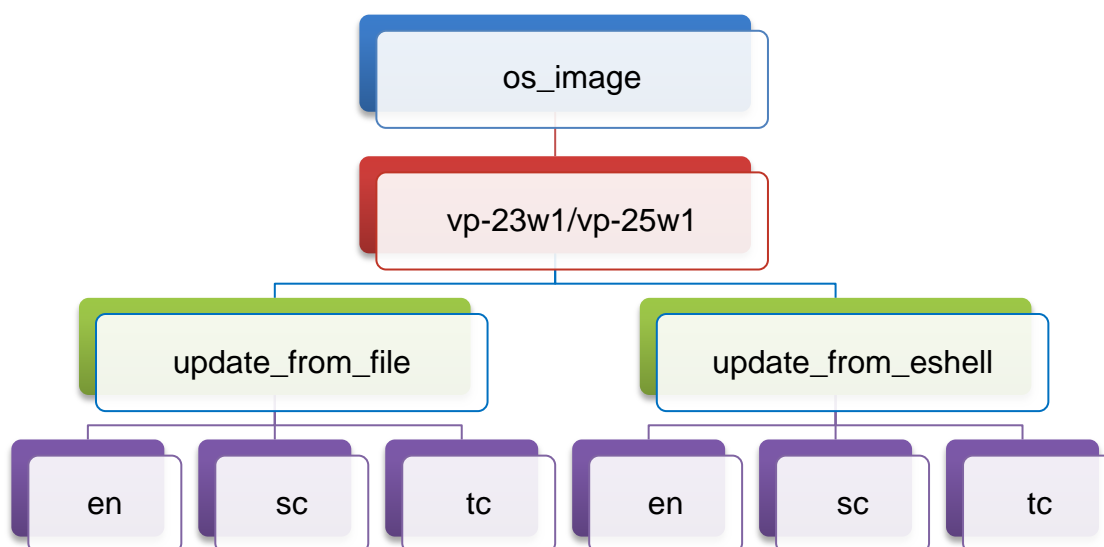 os_image
vp-23w1/vp-25w1
update_from_file
update_from_eshell
en
sc
tc
en
sc
tc